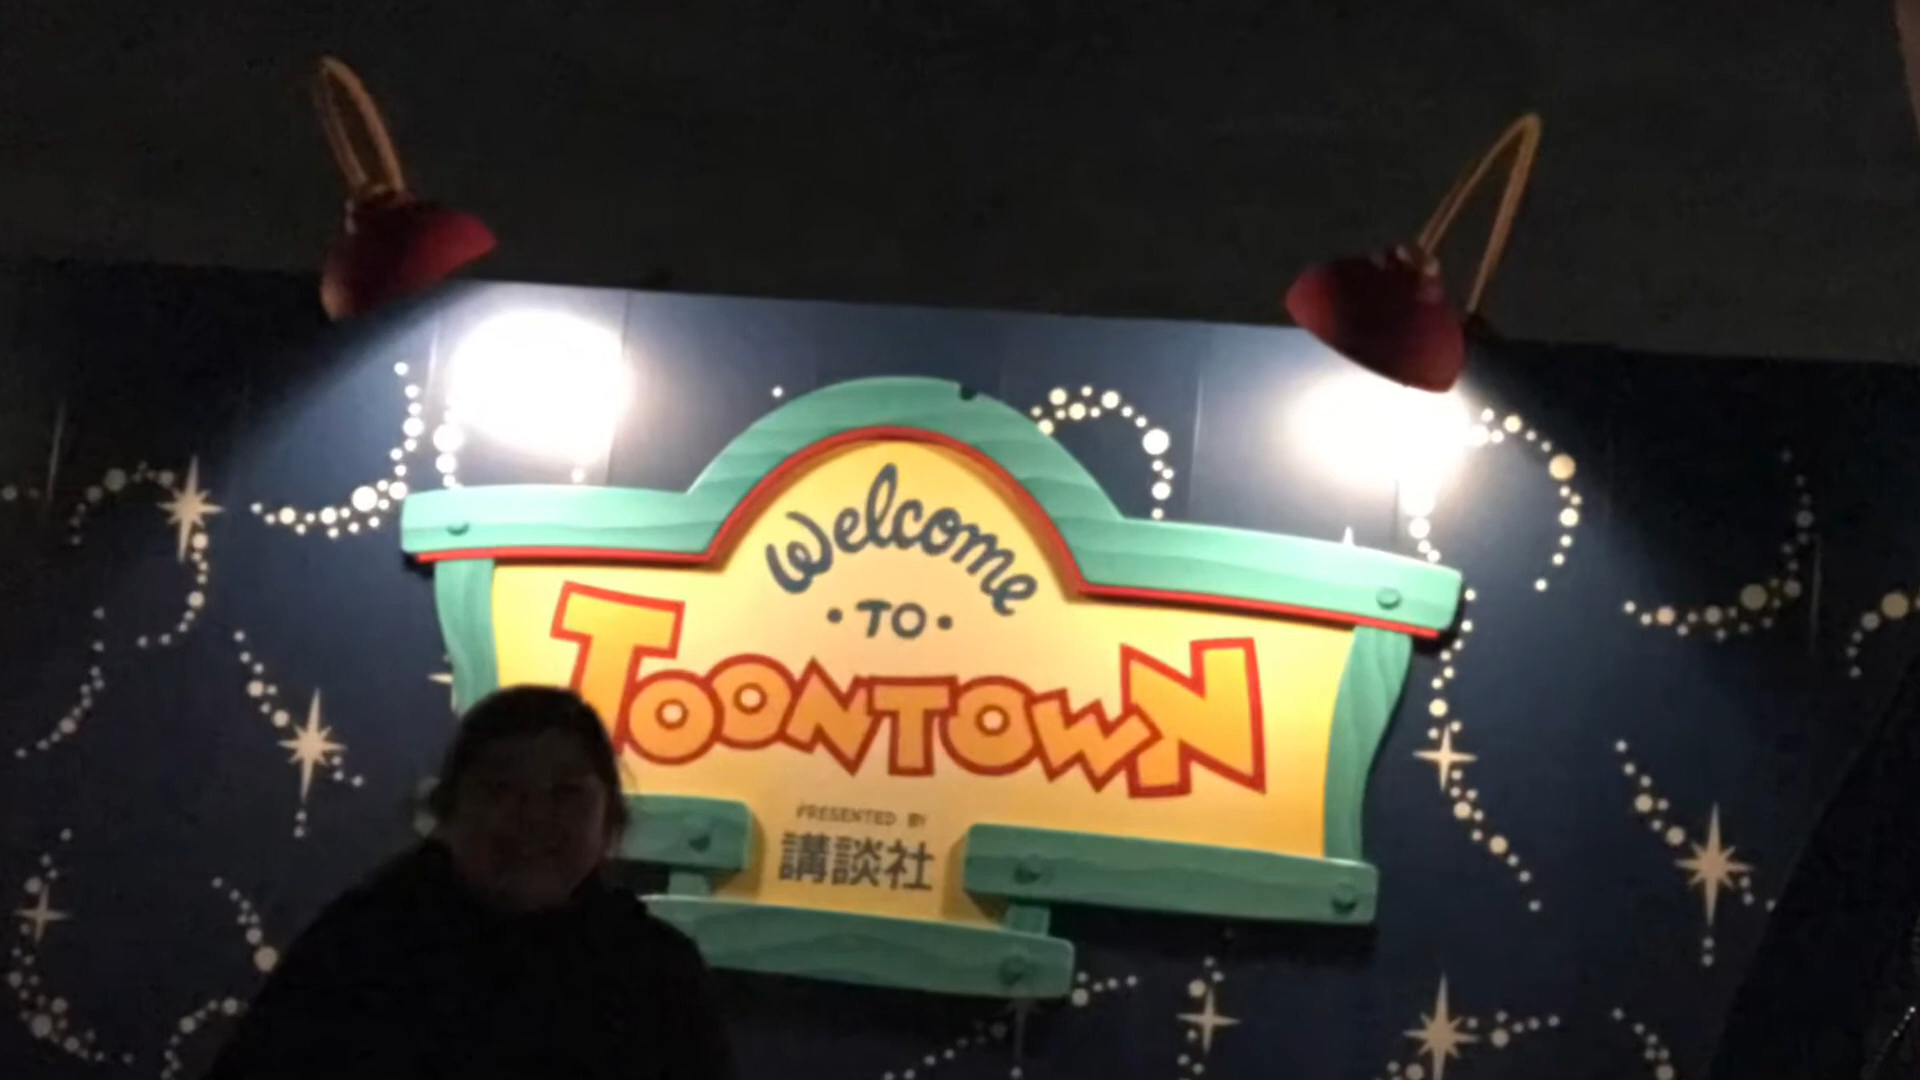 Welcome
• TO •
TOONTOWN
PRESENTED BY
講談社